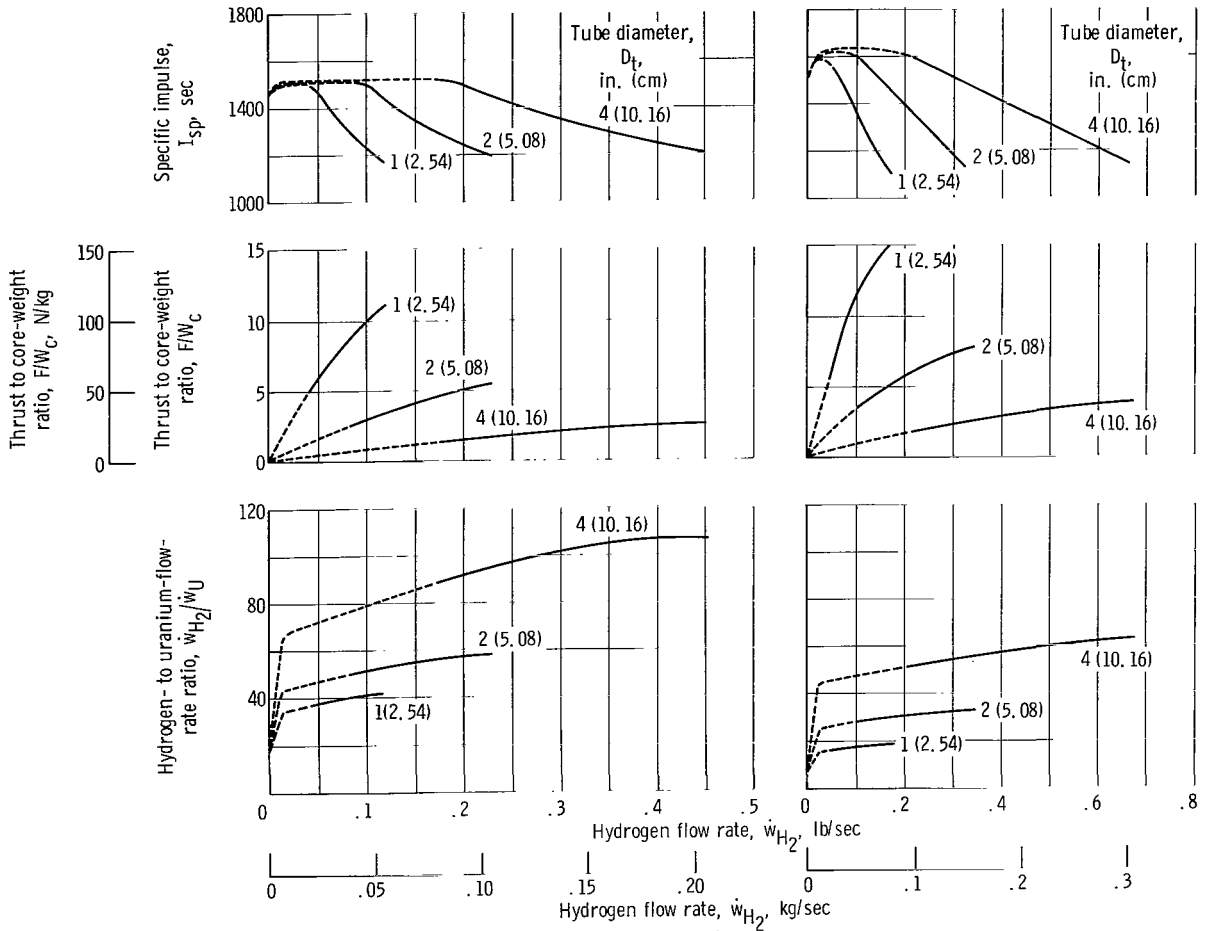 Specific impulse,
I_sp, sec
1800
1400
1000
Tube diameter,
D_t,
in. (cm)
4 (10. 16)
2 (5. 08)
1 (2. 54)
Tube diameter,
D_t,
in. (cm)
4 (10. 16)
2 (5. 08)
1 (2. 54)
Thrust to core-weight
ratio, F/W_C, N/kg
150
100
50
0
Thrust to core-weight
ratio, F/W_C
15
10
5
0
1 (2. 54)
2 (5. 08)
4 (10. 16)
1 (2. 54)
2 (5. 08)
4 (10. 16)
Hydrogen- to uranium-flow-
rate ratio, ẇ_H2/ẇ_U
120
80
40
4 (10. 16)
2 (5. 08)
1(2. 54)
4 (10. 16)
2 (5. 08)
1 (2. 54)
0 .1 .2 .3 .4 .5 0 .2 .4 .6 .8
Hydrogen flow rate, ẇ_H2, lb/sec
0 .05 .10 .15 .20 0 .1 .2 .3
Hydrogen flow rate, ẇ_H2, kg/sec